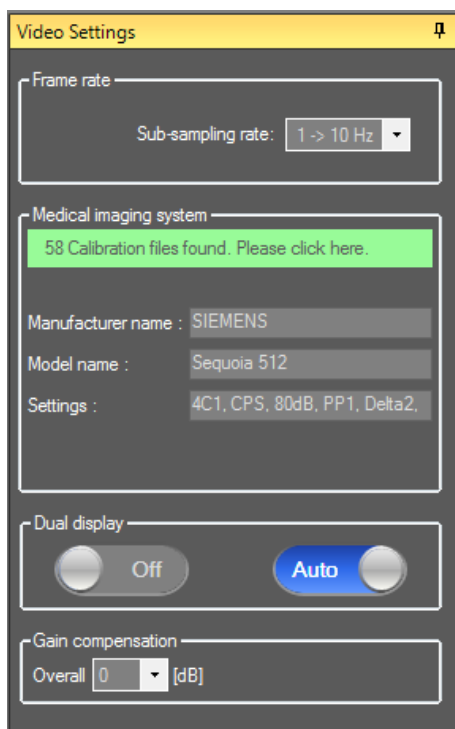 Video Settings
Frame rate
Sub-sampling rate: 1 -> 10 Hz
Medical imaging system
58 Calibration files found. Please click here.
Manufacturer name : SIEMENS
Model name : Sequoia 512
Settings : 4C1, CPS, 80dB, PP1, Delta2,
Dual display
Off Auto
Gain compensation
Overall 0 [dB]